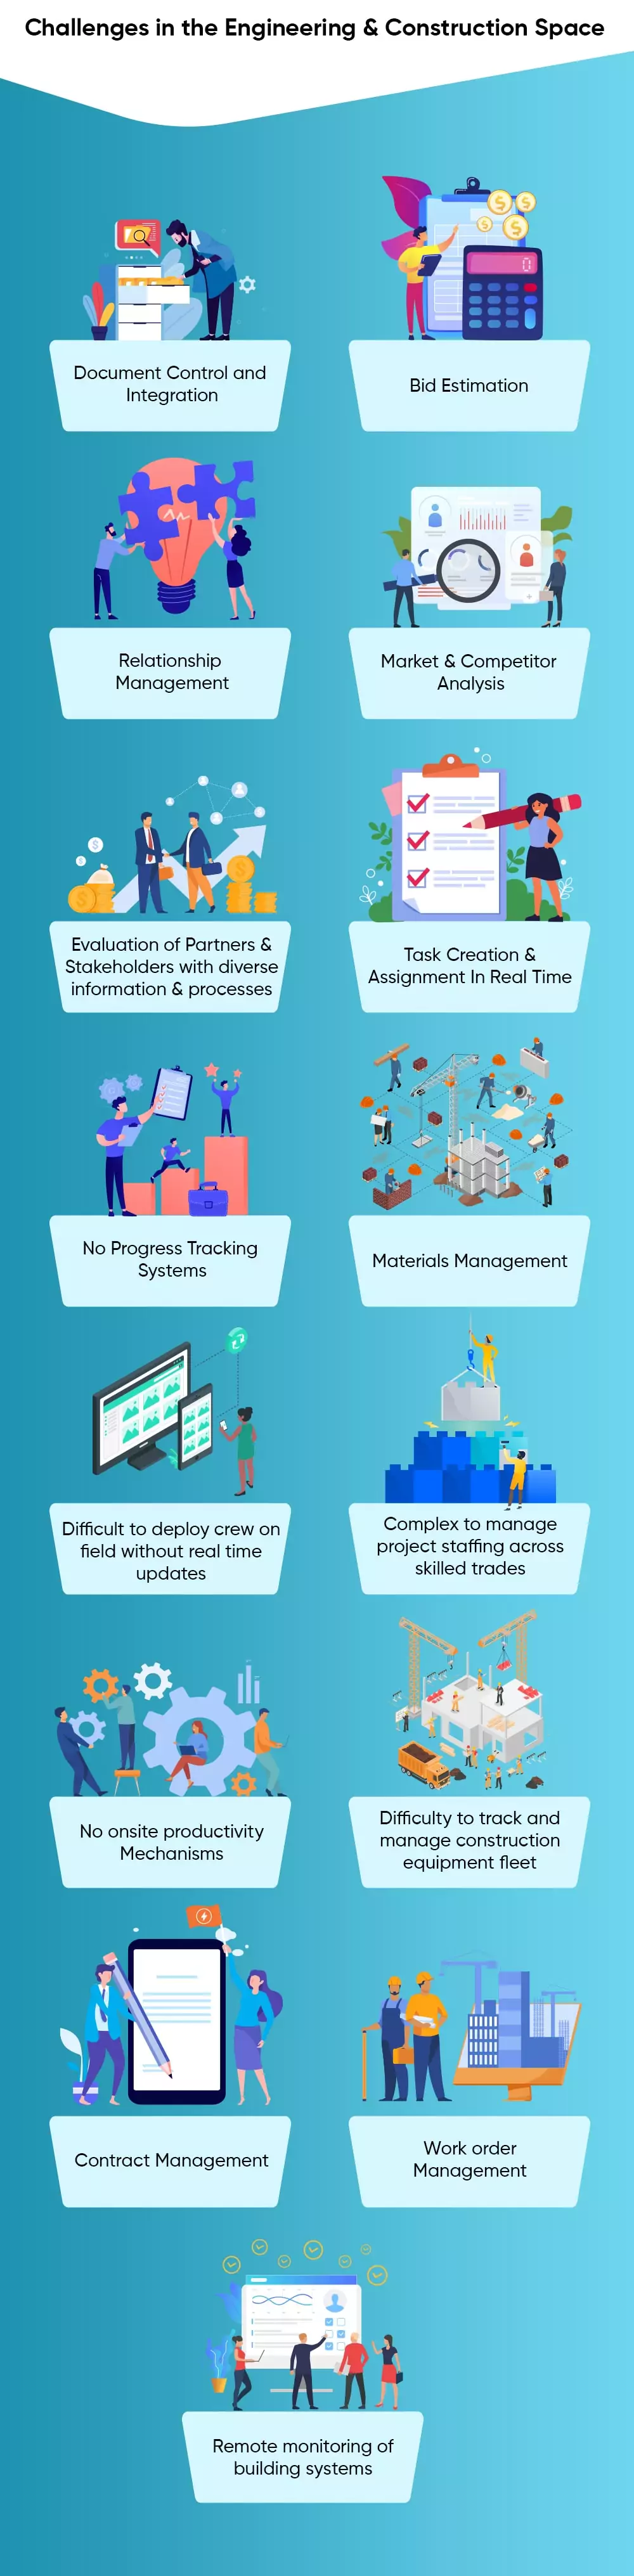 Challenges in the Engineering & Construction Space
Document Control and
Integration
Bid Estimation
Relationship
Management
Market & Competitor
Analysis
Evaluation of Partners &
Stakeholders with diverse
information & processes
Task Creation &
Assignment In Real Time
No Progress Tracking
Systems
Materials Management
Difficult to deploy crew on
field without real time
updates
Complex to manage
project staffing across
skilled trades
No onsite productivity
Mechanisms
Difficulty to track and
manage construction
equipment fleet
Contract Management
Work order
Management
Remote monitoring of
building systems